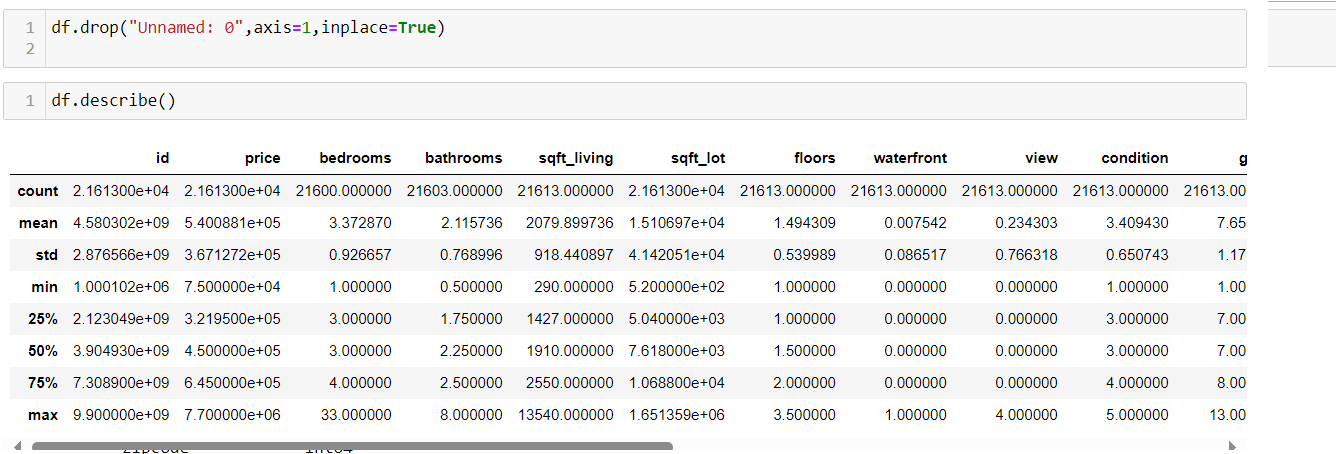 1 df.drop("Unnamed: 0",axis=1,inplace=True)
2
1 df.describe()
id price bedrooms bathrooms sqft_living sqft_lot floors waterfront view condition g
count 2.161300e+04 2.161300e+04 21600.000000 21603.000000 21613.000000 2.161300e+04 21613.000000 21613.000000 21613.000000 21613.000000 21613.00
mean 4.580302e+09 5.400881e+05 3.372870 2.115736 2079.899736 1.510697e+04 1.494309 0.007542 0.234303 3.409430 7.65
std 2.876566e+09 3.671272e+05 0.926657 0.768996 918.440897 4.142051e+04 0.539989 0.086517 0.766318 0.650743 1.17
min 1.000102e+06 7.500000e+04 1.000000 0.500000 290.000000 5.200000e+02 1.000000 0.000000 0.000000 1.000000 1.00
25% 2.123049e+09 3.219500e+05 3.000000 1.750000 1427.000000 5.040000e+03 1.000000 0.000000 0.000000 3.000000 7.00
50% 3.904930e+09 4.500000e+05 3.000000 2.250000 1910.000000 7.618000e+03 1.500000 0.000000 0.000000 3.000000 7.00
75% 7.308900e+09 6.450000e+05 4.000000 2.500000 2550.000000 1.068800e+04 2.000000 0.000000 0.000000 4.000000 8.00
max 9.900000e+09 7.700000e+06 33.000000 8.000000 13540.000000 1.651359e+06 3.500000 1.000000 4.000000 5.000000 13.00
zipcode int64